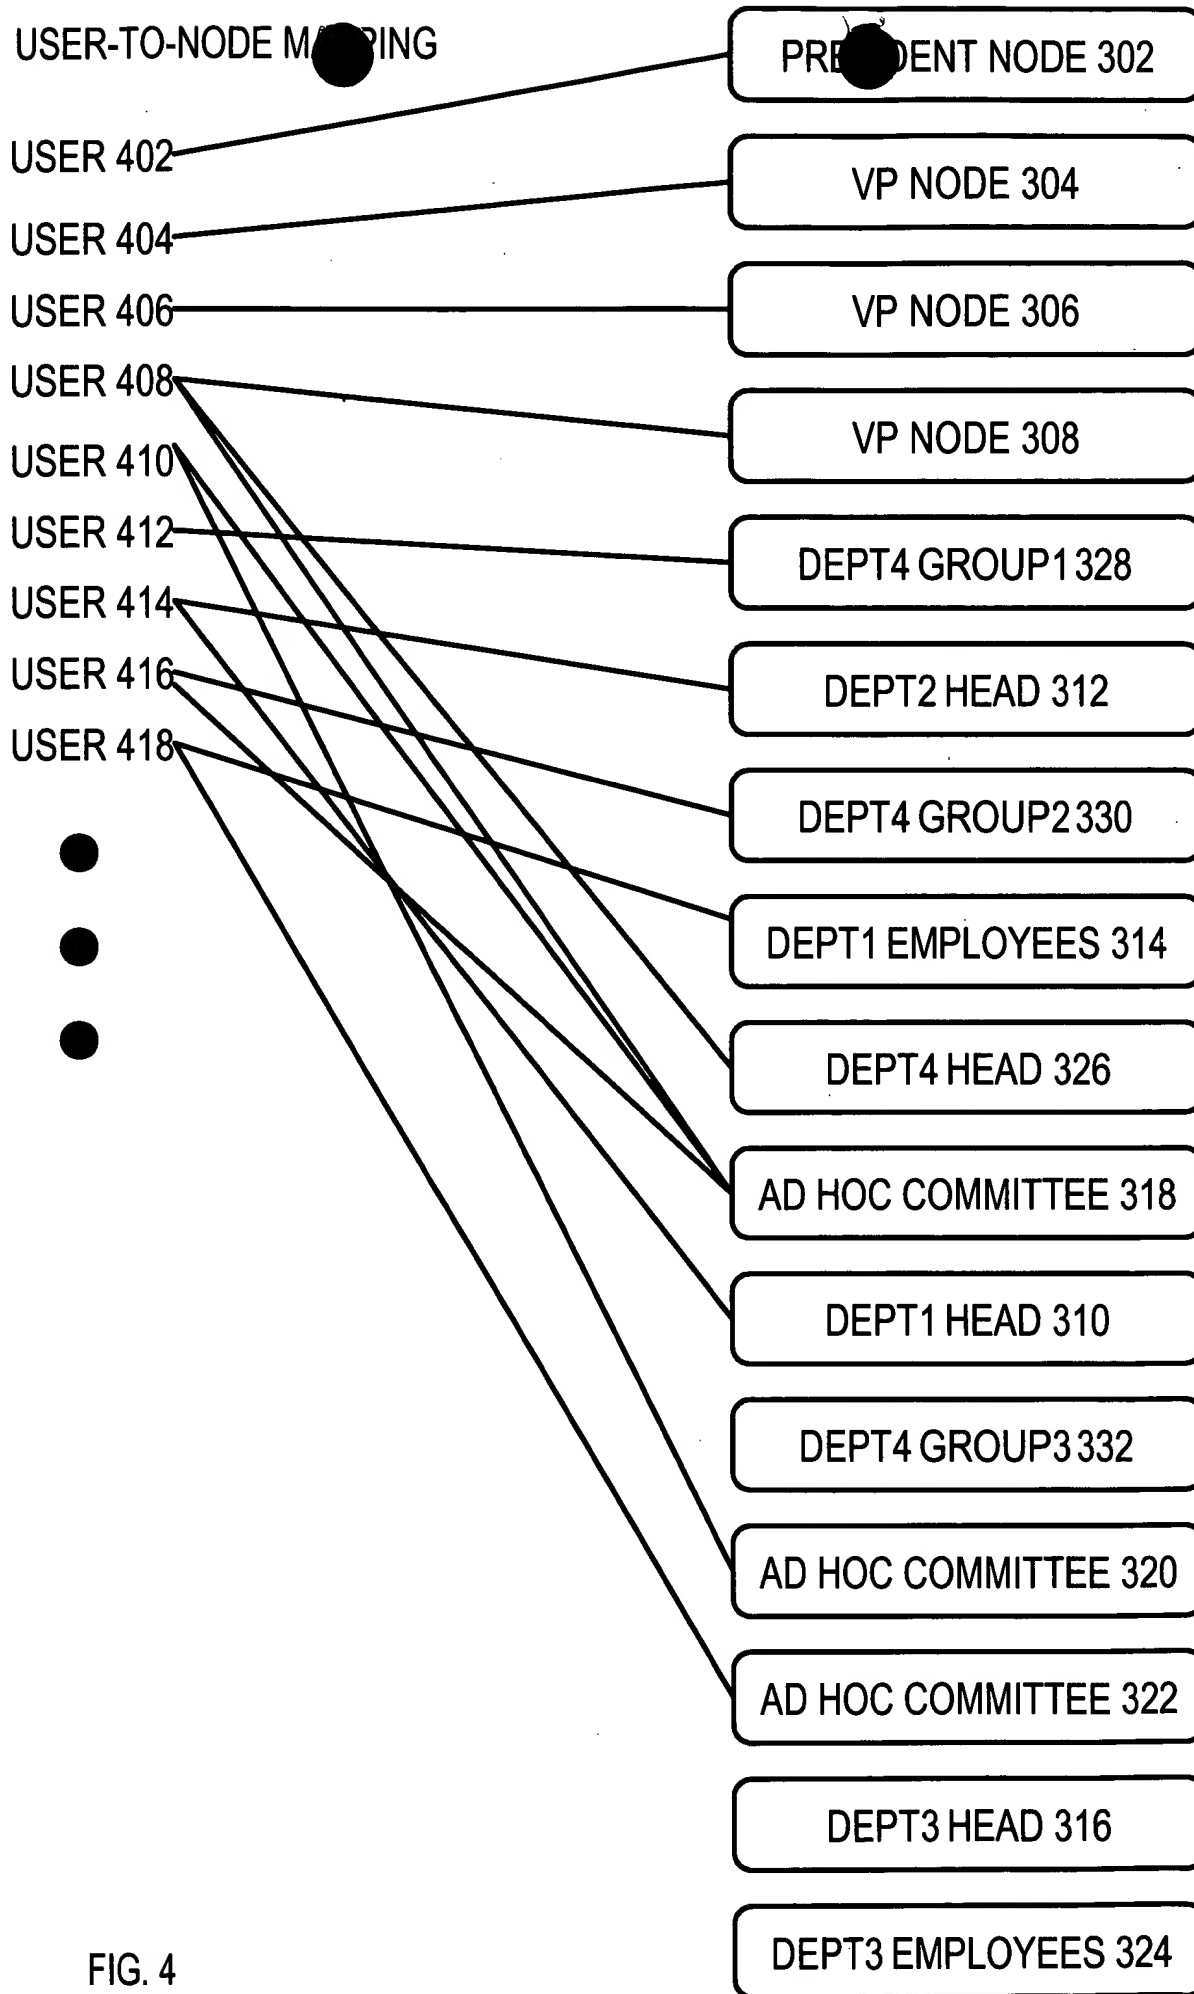 USER-TO-NODE
USER 402
USER 404
USER 406
USER 408
USER 410
USER 412
USER 414
USER 416
USER 418
NODE 302
VP NODE 304
VP NODE 306
VP NODE 308
DEPT4 GROUP1 328
DEPT2 HEAD 312
DEPT4 GROUP2 330
DEPT1 EMPLOYEES 314
DEPT4 HEAD 326
AD HOC COMMITTEE 318
DEPT1 HEAD 310
DEPT4 GROUP3 332
AD HOC COMMITTEE 320
AD HOC COMMITTEE 322
DEPT3 HEAD 316
DEPT3 EMPLOYEES 324
FIG. 4